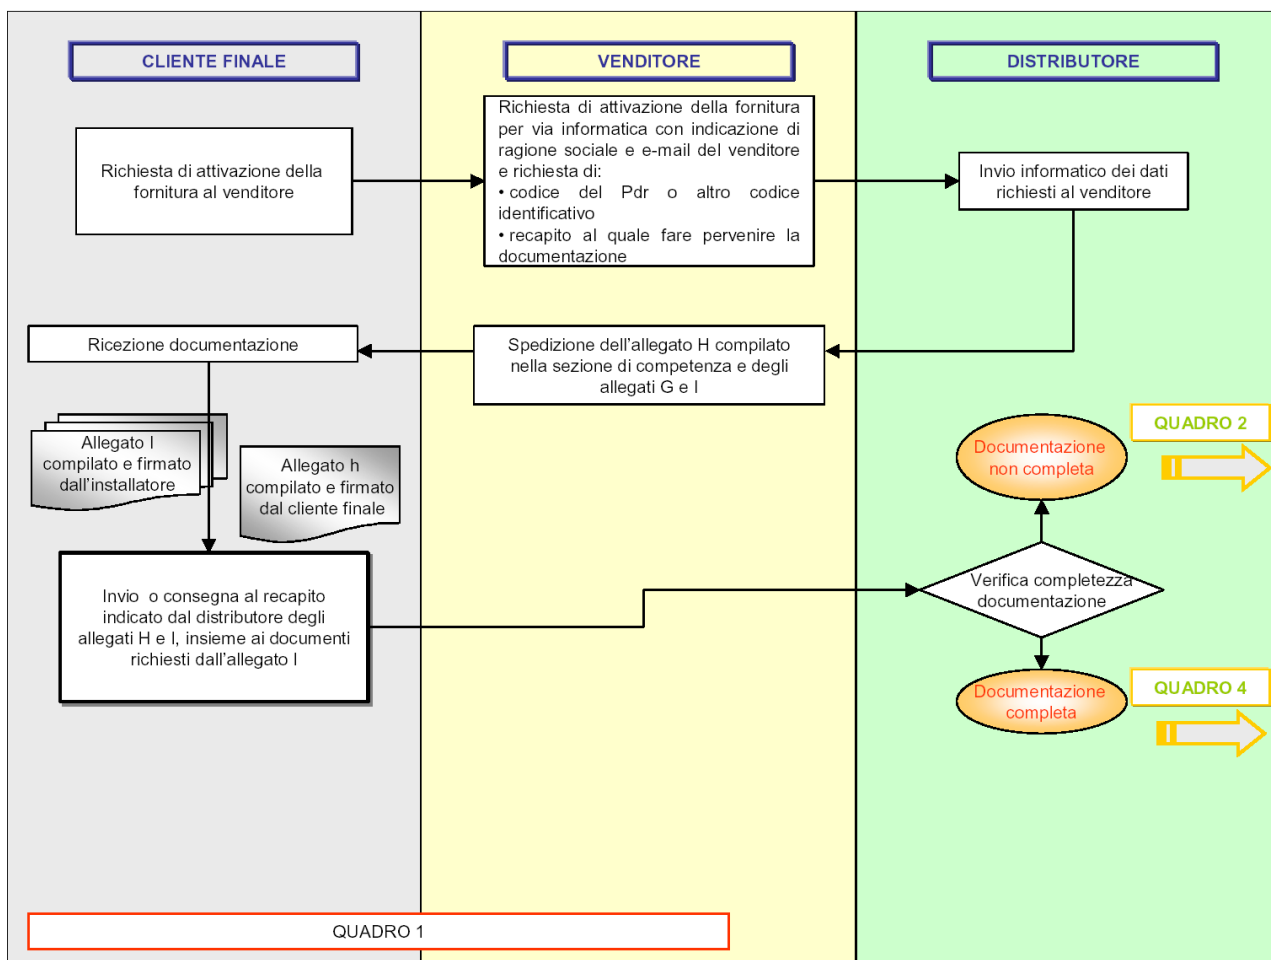 CLIENTE FINALE
VENDITORE
DISTRIBUTORE
Richiesta di attivazione della
fornitura al venditore
Richiesta di attivazione della fornitura
per via informatica con indicazione di
ragione sociale e e-mail del venditore
e richiesta di:
• codice del Pdr o altro codice
identificativo
• recapito al quale fare pervenire la
documentazione
Invio informatico dei dati
richiesti al venditore
Ricezione documentazione
Spedizione dell'allegato H compilato
nella sezione di competenza e degli
allegati G e I
Allegato I
compilato e firmato
dall'installatore
Allegato h
compilato e firmato
dal cliente finale
Documentazione
non completa
QUADRO 2
Verifica completezza
documentazione
Invio o consegna al recapito
indicato dal distributore degli
allegati H e I, insieme ai documenti
richiesti dall'allegato I
Documentazione
completa
QUADRO 4
QUADRO 1